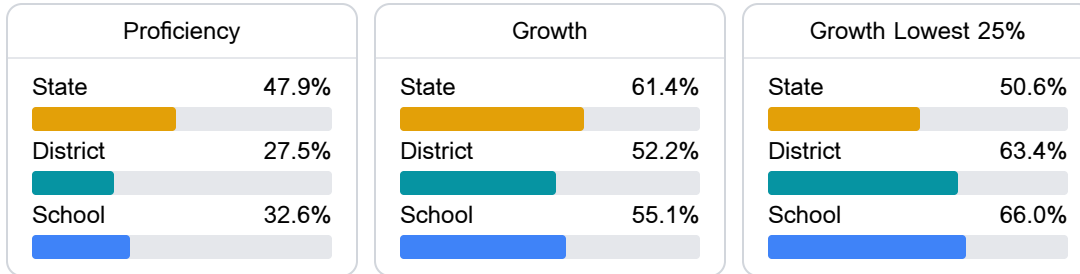 Proficiency
State 47.9%
District 27.5%
School 32.6%
Growth
State 61.4%
District 52.2%
School 55.1%
Growth Lowest 25%
State 50.6%
District 63.4%
School 66.0%